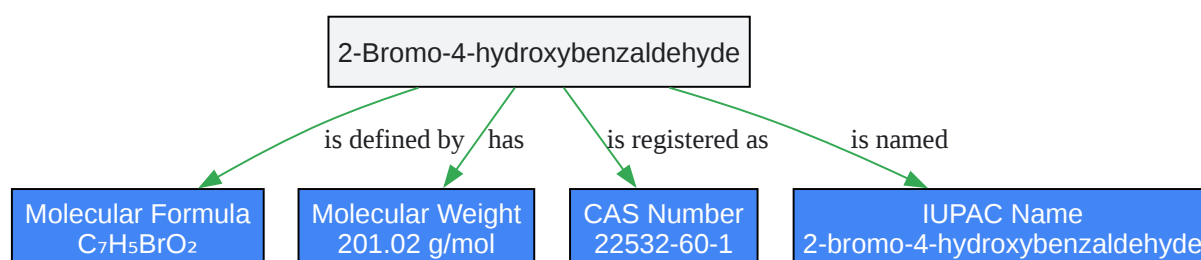 2-Bromo-4-hydroxybenzaldehyde
is defined by
has
is registered as
is named
Molecular Formula
C₇H₅BrO₂
Molecular Weight
201.02 g/mol
CAS Number
22532-60-1
IUPAC Name
2-bromo-4-hydroxybenzaldehyde